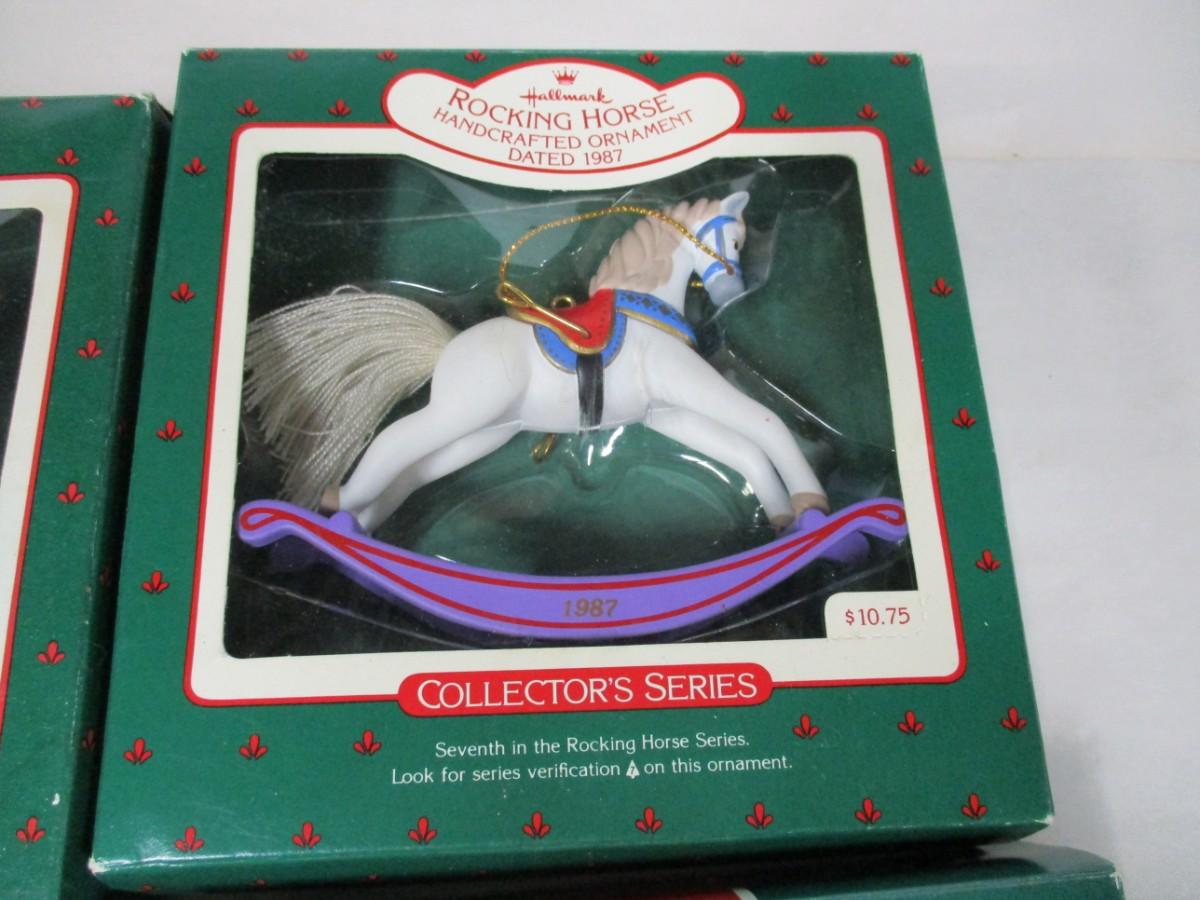 Hallmark
ROCKING HORSE
HANDCRAFTED ORNAMENT
DATED 1987
1987
$10.75
COLLECTOR'S SERIES
Seventh in the Rocking Horse Series.
Look for series verification 7 on this ornament.